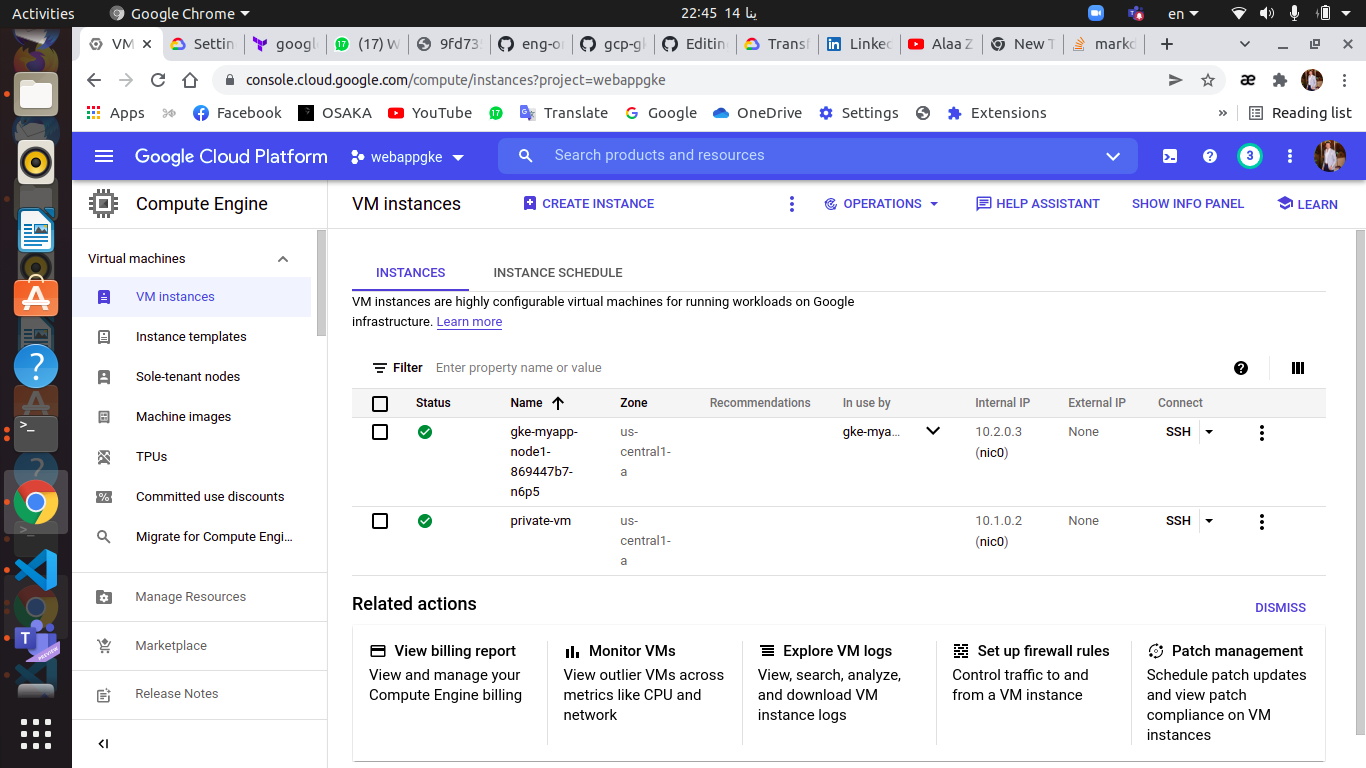 Activities
Google Chrome
22:45 14 ينا
en
VM
Settin
googl
(17) W
9fd73
eng-o
gcp-g
Editin
Transf
Linke
Alaa Z
New T
markd
console.cloud.google.com/compute/instances?project=webappgke
æ
Apps
Facebook
OSAKA
YouTube
17
Translate
Google
OneDrive
Settings
Extensions
»
Reading list
Google Cloud Platform
webappgke
Search products and resources
3
Compute Engine
VM instances
CREATE INSTANCE
OPERATIONS
HELP ASSISTANT
SHOW INFO PANEL
LEARN
Virtual machines
VM instances
Instance templates
Sole-tenant nodes
Machine images
TPUs
Committed use discounts
Migrate for Compute Engi...
Manage Resources
Marketplace
Release Notes
INSTANCES
INSTANCE SCHEDULE
VM instances are highly configurable virtual machines for running workloads on Google
infrastructure. Learn more
Filter
Enter property name or value
Status
Name
Zone
Recommendations
In use by
Internal IP
External IP
Connect
gke-myapp-
node1-
869447b7-
n6p5
us-
central1-
a
gke-mya...
10.2.0.3
(nic0)
None
SSH
private-vm
us-
central1-
a
10.1.0.2
(nic0)
None
SSH
Related actions
DISMISS
View billing report
View and manage your
Compute Engine billing
Monitor VMs
View outlier VMs across
metrics like CPU and
network
Explore VM logs
View, search, analyze,
and download VM
instance logs
Set up firewall rules
Control traffic to and
from a VM instance
Patch management
Schedule patch updates
and view patch
compliance on VM
instances